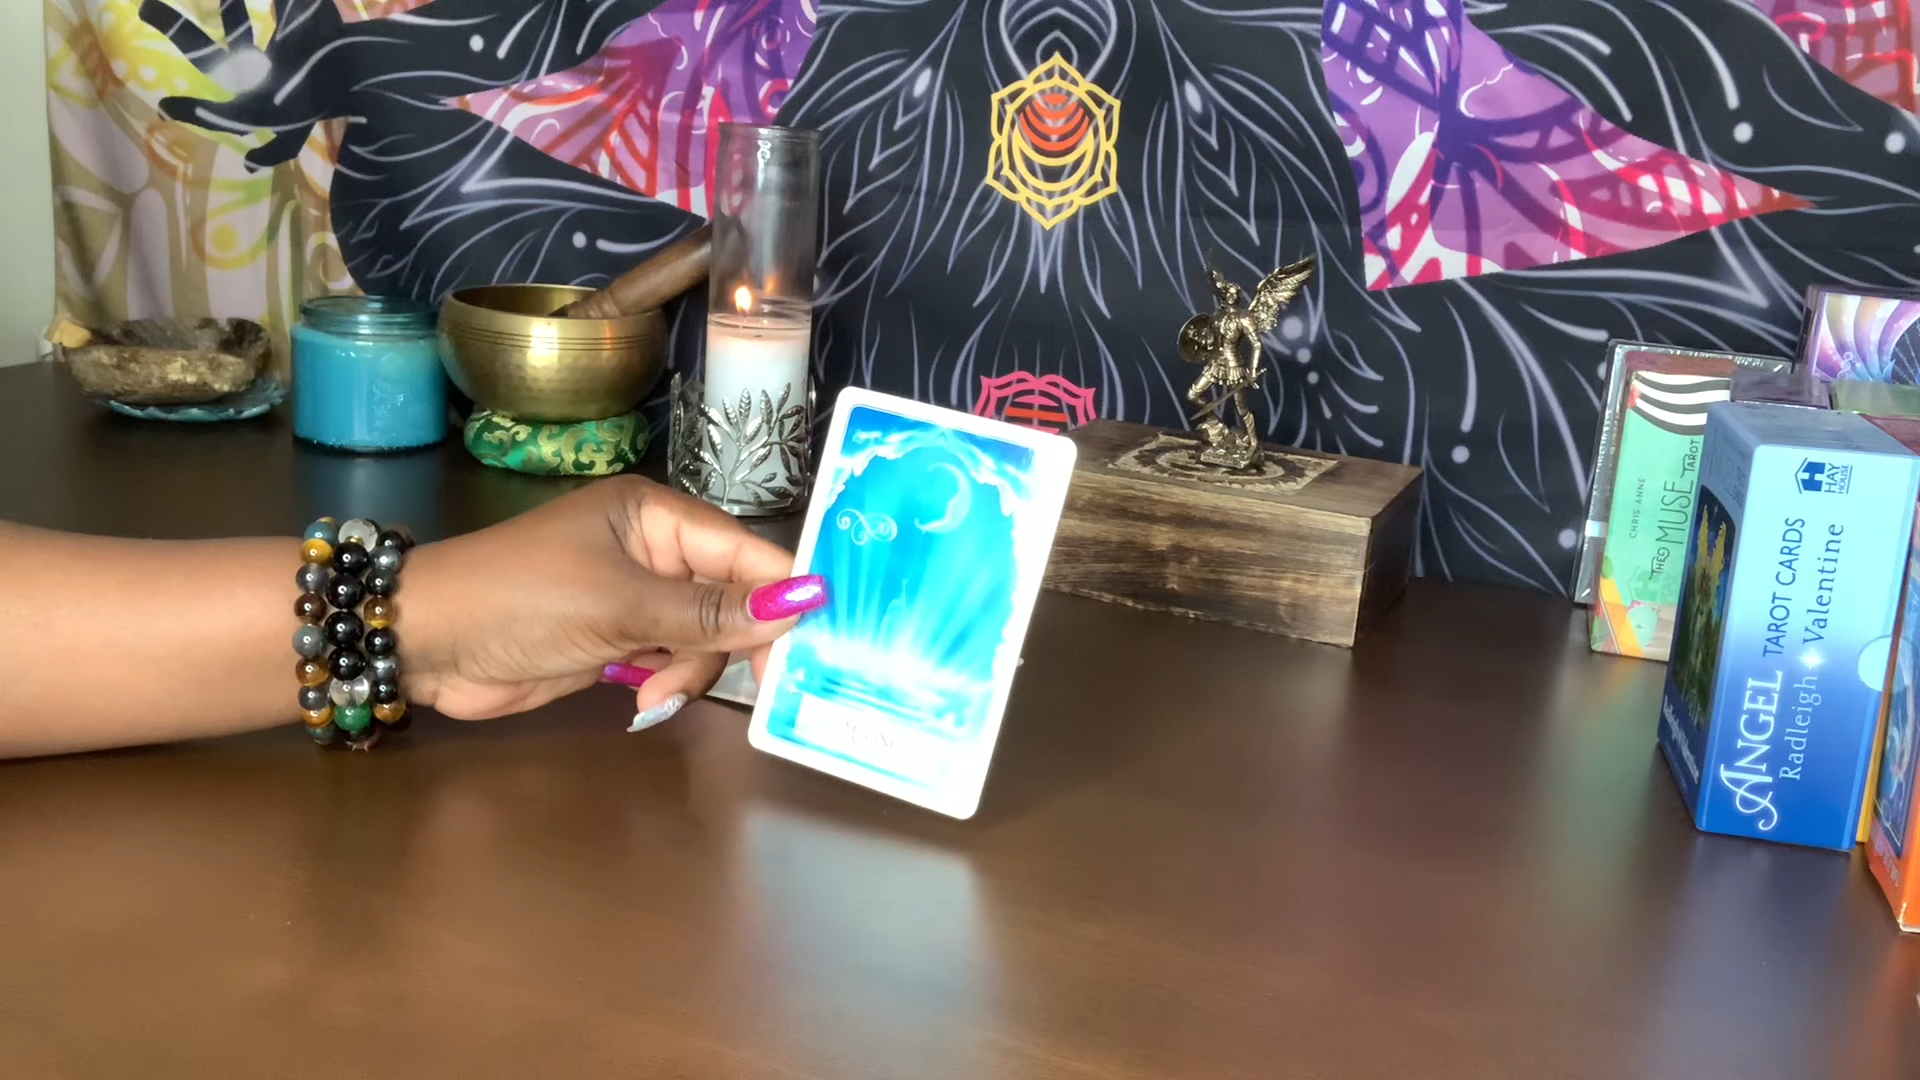 CHRIS-ANNE
THE MUSE TAROT
HAY
HOUSE
ANGEL TAROT CARDS
Radleigh Valentine